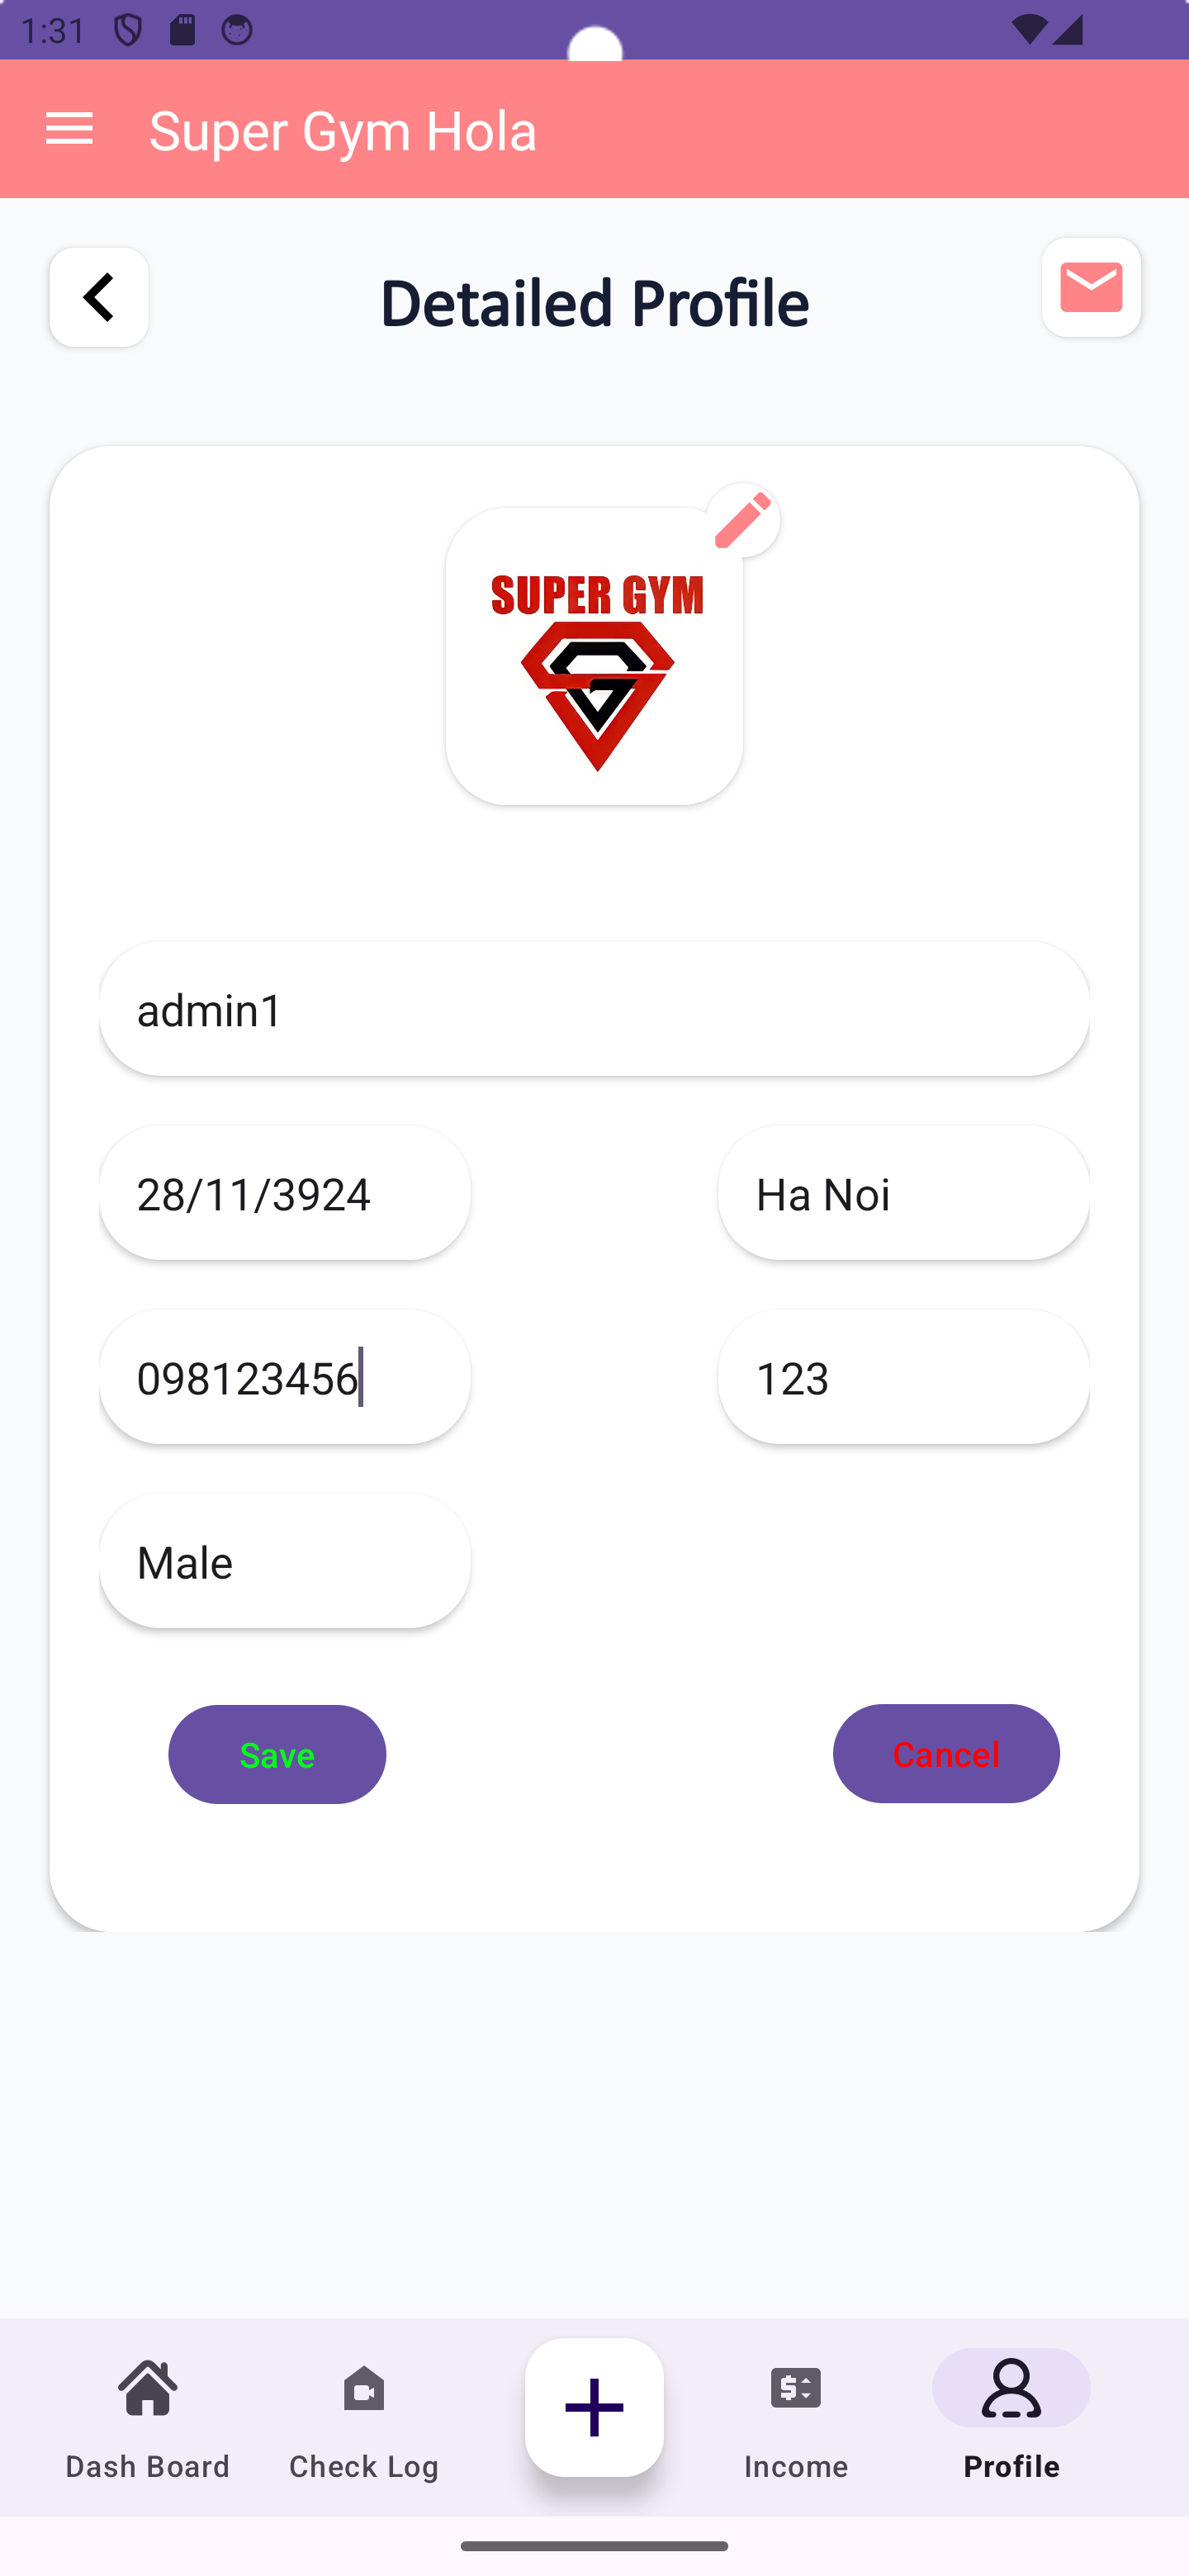 1:31
Super Gym Hola
Detailed Profile
SUPER GYM
admin1
28/11/3924
Ha Noi
098123456
123
Male
Save
Cancel
Dash Board
Check Log
Income
Profile